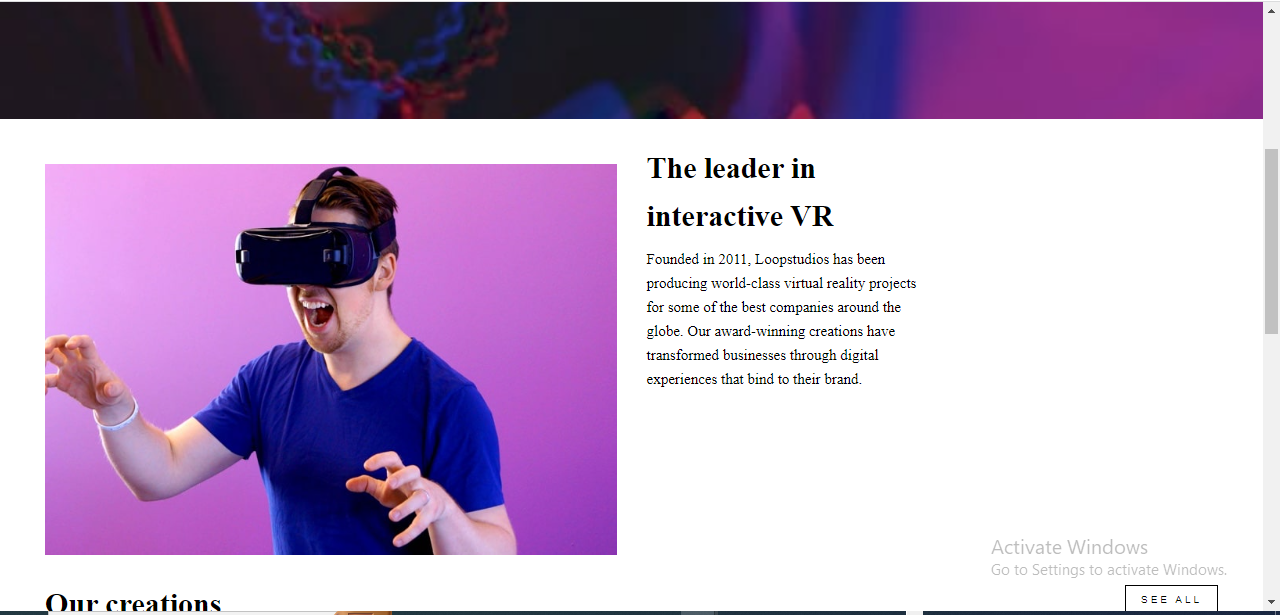 The leader in
interactive VR
Founded in 2011, Loopstudios has been
producing world-class virtual reality projects
for some of the best companies around the
globe. Our award-winning creations have
transformed businesses through digital
experiences that bind to their brand.
Activate Windows
Go to Settings to activate Windows.
Our creations
SEE ALL